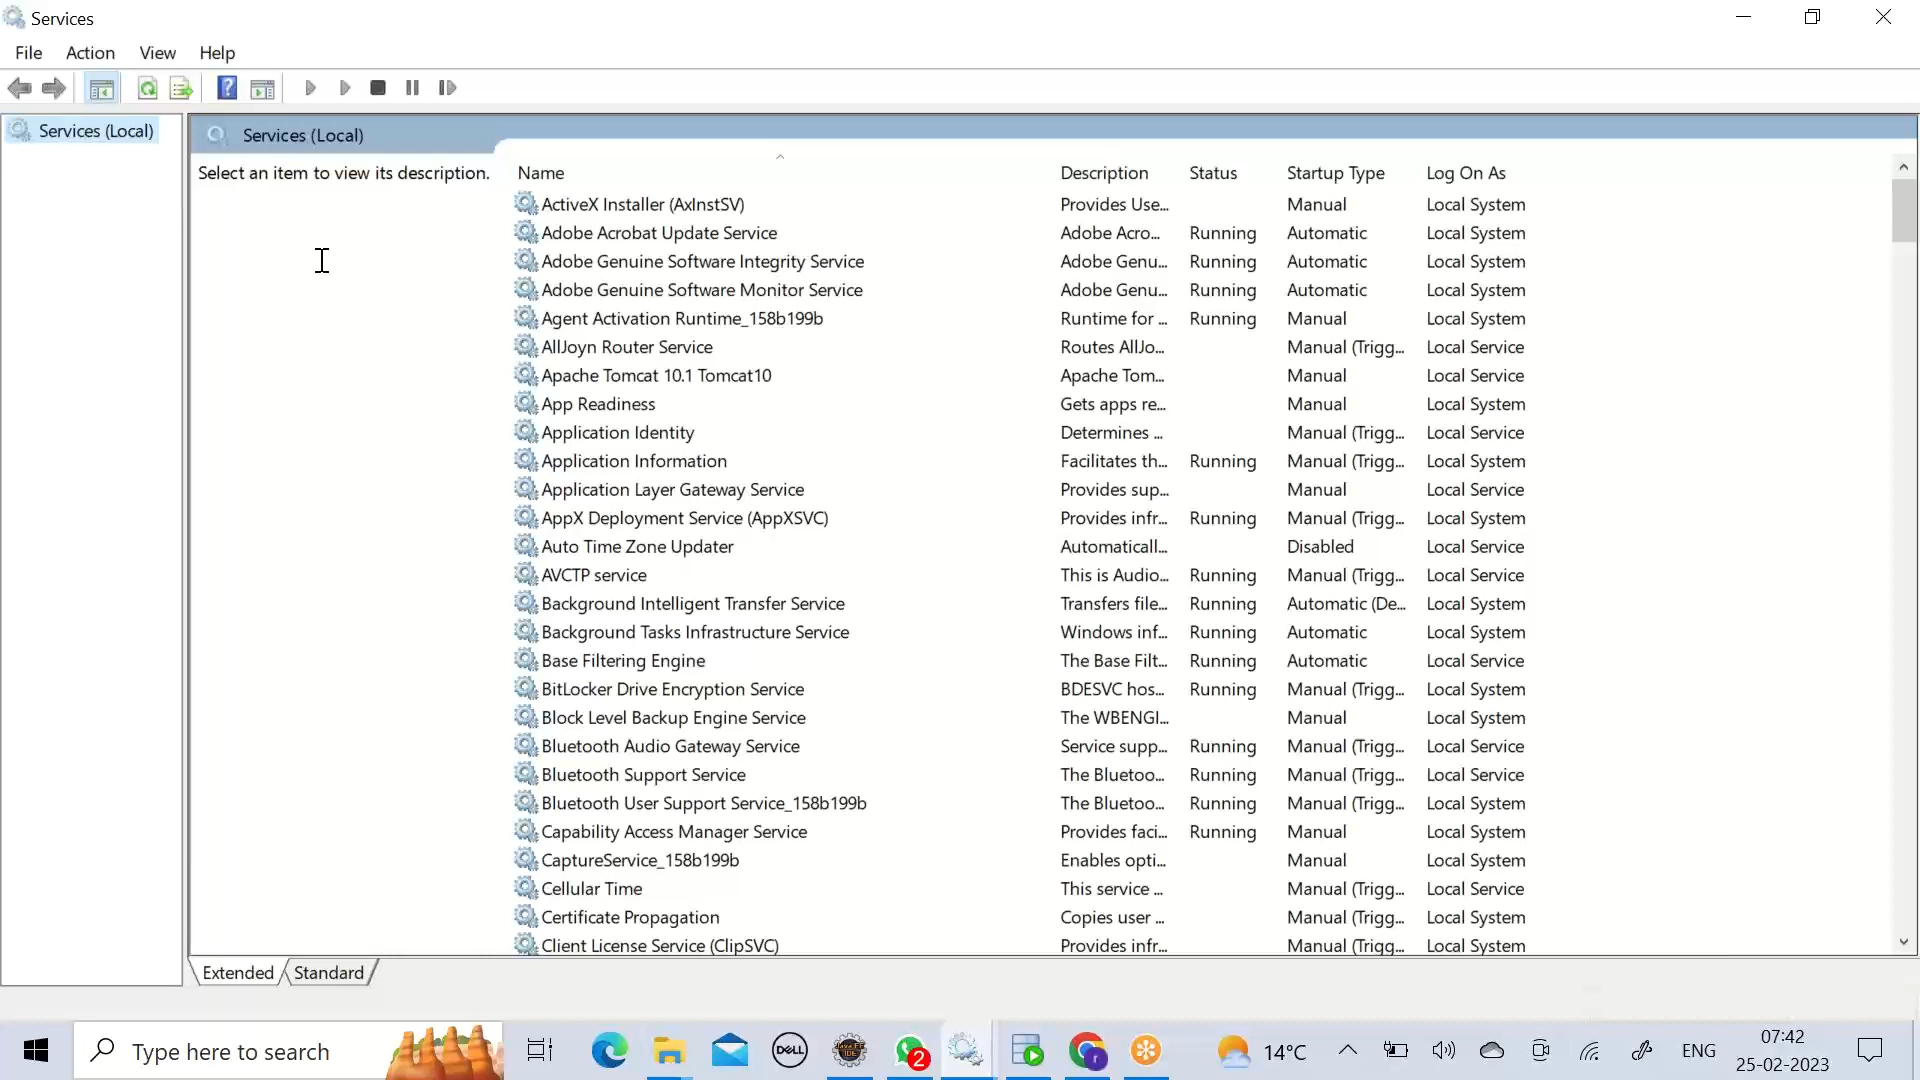 Services
File Action View Help
Services (Local)
Services (Local)
Select an item to view its description.
Name Description Status Startup Type Log On As
ActiveX Installer (AxInstSV) Provides Use... Manual Local System
Adobe Acrobat Update Service Adobe Acro... Running Automatic Local System
Adobe Genuine Software Integrity Service Adobe Genu... Running Automatic Local System
Adobe Genuine Software Monitor Service Adobe Genu... Running Automatic Local System
Agent Activation Runtime_158b199b Runtime for ... Running Manual Local System
AllJoyn Router Service Routes AllJo... Manual (Trigg... Local Service
Apache Tomcat 10.1 Tomcat10 Apache Tom... Manual Local Service
App Readiness Gets apps re... Manual Local System
Application Identity Determines ... Manual (Trigg... Local Service
Application Information Facilitates th... Running Manual (Trigg... Local System
Application Layer Gateway Service Provides sup... Manual Local Service
AppX Deployment Service (AppXSVC) Provides infr... Running Manual (Trigg... Local System
Auto Time Zone Updater Automaticall... Disabled Local Service
AVCTP service This is Audio... Running Manual (Trigg... Local Service
Background Intelligent Transfer Service Transfers file... Running Automatic (De... Local System
Background Tasks Infrastructure Service Windows inf... Running Automatic Local System
Base Filtering Engine The Base Filt... Running Automatic Local Service
BitLocker Drive Encryption Service BDESVC hos... Running Manual (Trigg... Local System
Block Level Backup Engine Service The WBENGI... Manual Local System
Bluetooth Audio Gateway Service Service supp... Running Manual (Trigg... Local Service
Bluetooth Support Service The Bluetoo... Running Manual (Trigg... Local Service
Bluetooth User Support Service_158b199b The Bluetoo... Running Manual (Trigg... Local System
Capability Access Manager Service Provides faci... Running Manual Local System
CaptureService_158b199b Enables opti... Manual Local System
Cellular Time This service ... Manual (Trigg... Local Service
Certificate Propagation Copies user ... Manual (Trigg... Local System
Client License Service (ClipSVC) Provides infr... Manual (Trigg... Local System
Extended Standard
Type here to search DELL 2 r 14°C ENG 07:42
25-02-2023